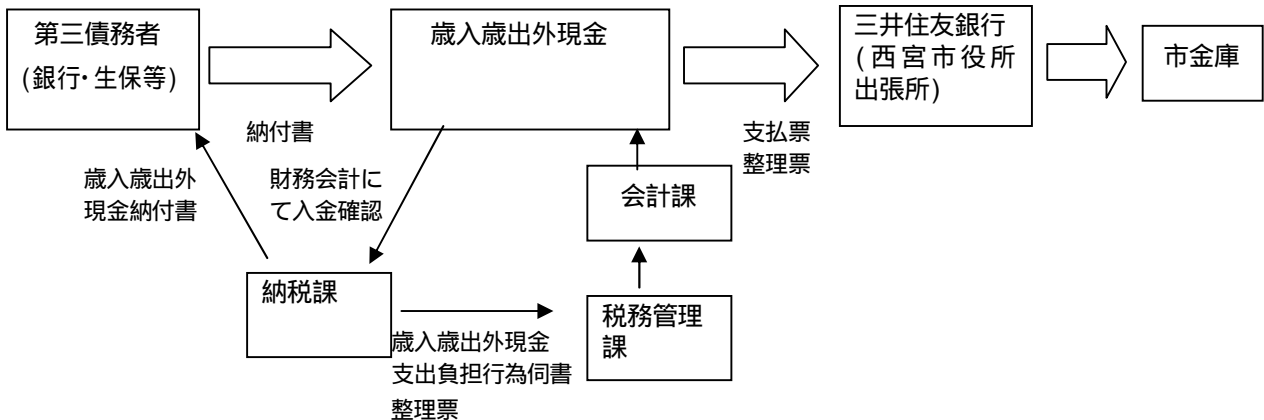 第三債務者
(銀行・生保等)
歳入歳出外現金
三井住友銀行
(西宮市役所
出張所)
市金庫
納付書
支払票
整理票
歳入歳出外
現金納付書
財務会計に
て入金確認
会計課
納税課
税務管理
課
歳入歳出外現金
支出負担行為伺書
整理票